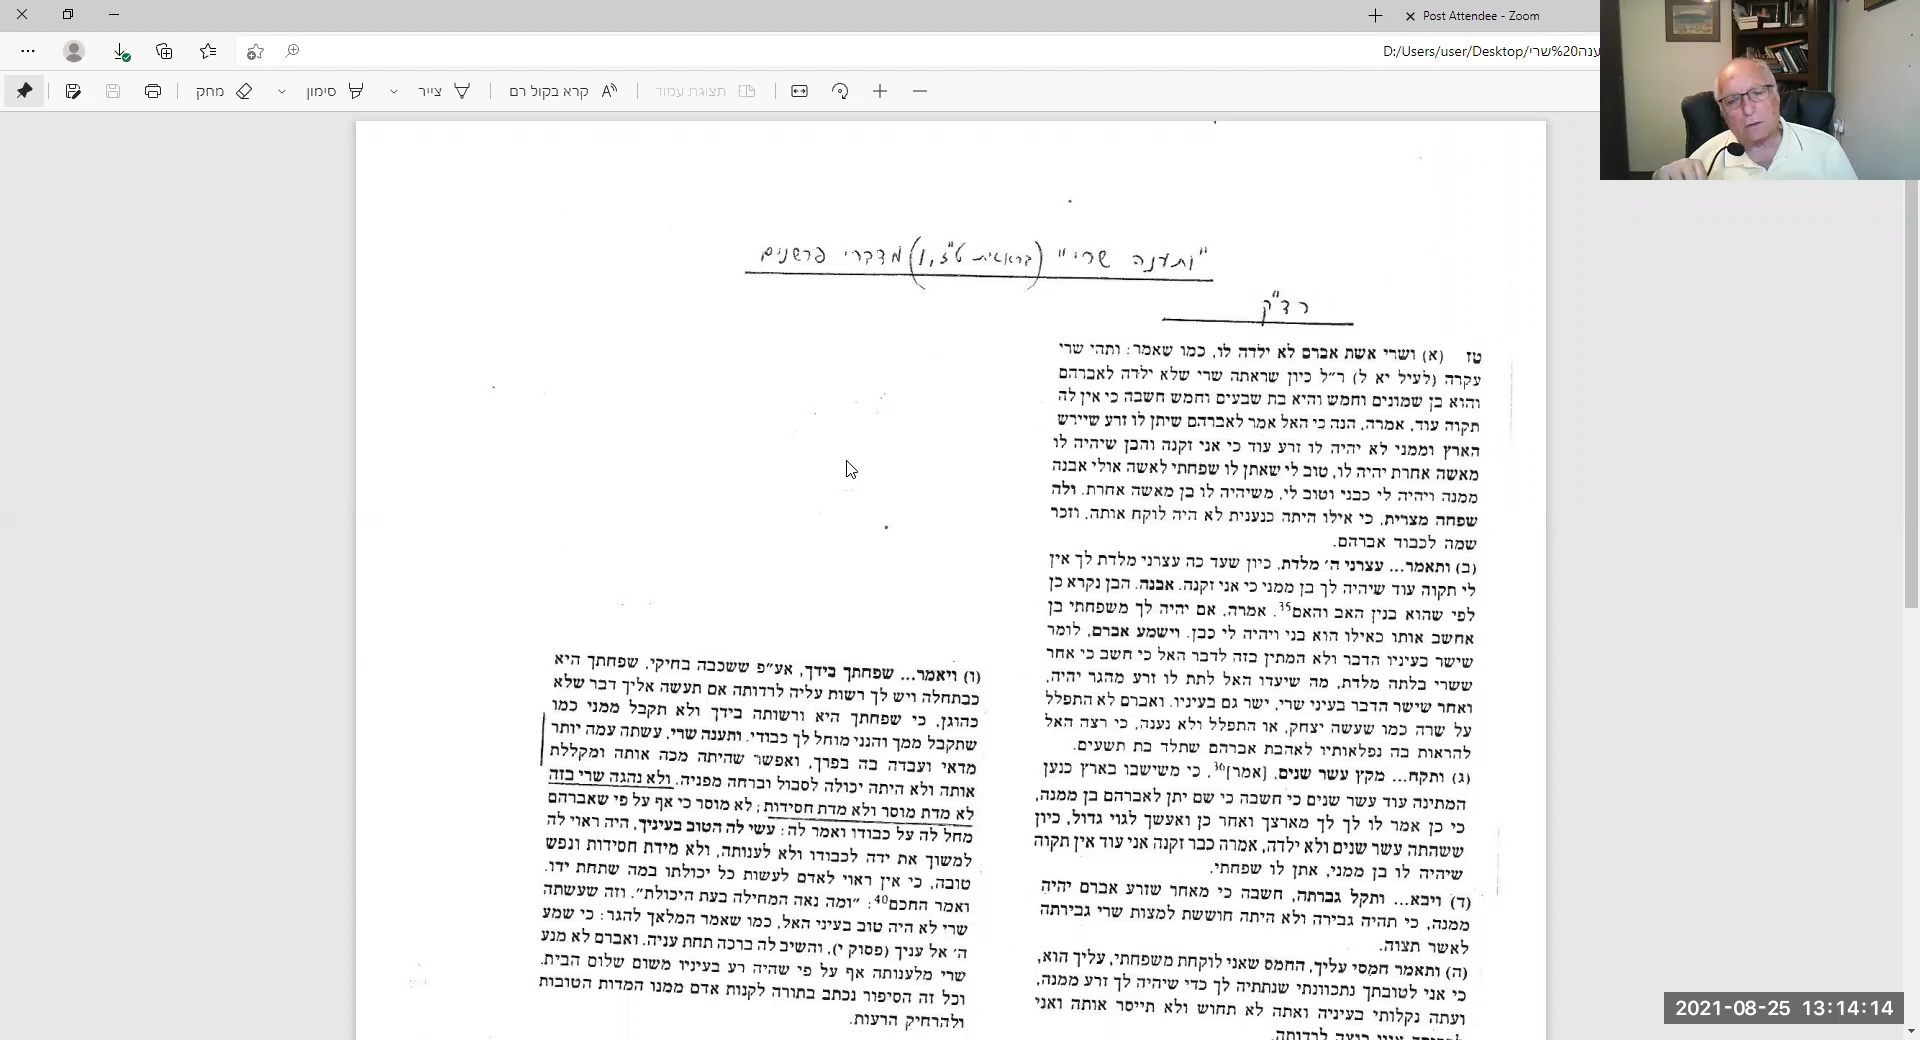 Post Attendee - Zoom
D:/Users/user/Desktop/ענה%20שרי
קרא בקול רם
צייר
סימון
מחק
תצוגת עמוד
"ותענה שרי" (בראשית ט"ז,ו) מדברי פרשנים
רד"ק
טז (א) ושרי אשת אברם לא ילדה לו, כמו שאמר: ותהי שרי
עקרה (לעיל יא ל) ר״ל כיון שראתה שרי שלא ילדה לאברהם
והוא בן שמונים וחמש והיא בת שבעים וחמש חשבה כי אין לה
תקוה עוד, אמרה, הנה כי האל אמר לאברהם שיתן לו זרע שיירש
הארץ וממני לא יהיה לו זרע עוד כי אני זקנה והבן שיהיה לו
מאשה אחרת יהיה לו, טוב לי שאתן לו שפחתי לאשה אולי אבנה
ממנה ויהיה לי כבני וטוב לי, משיהיה לו בן מאשה אחרת. ולה
שפחה מצרית, כי אילו היתה כנענית לא היה לוקח אותה, וזכר
שמה לכבוד אברהם.
(ב) ותאמר... עצרני ה׳ מלדת, כיון שעד כה עצרני מלדת לך אין
לי תקוה עוד שיהיה לך בן ממני כי אני זקנה. אבנה. הבן נקרא כן
לפי שהוא בנין האב והאם35. אמרה, אם יהיה לך משפחתי בן
אחשב אותו כאילו הוא בני ויהיה לי כבן. וישמע אברם, לומר
שישר בעיניו הדבר ולא המתין בזה לדבר האל כי חשב כי אחר
ששרי בלתה מלדת, מה שיעדו האל לתת לו זרע מהגר יהיה,
ואחר שישר הדבר בעיני שרי, ישר גם בעיניו. ואברם לא התפלל
על שרה כמו שעשה יצחק, או התפלל ולא נענה, כי רצה האל
להראות בה נפלאותיו לאהבת אברהם שתלד בת תשעים.
(ג) ותקח... מקץ עשר שנים, [אמר]36, כי משישבו בארץ כנען
המתינה עוד עשר שנים כי חשבה כי שם יתן לאברהם בן ממנה,
כי כן אמר לו לך לך מארצך ואחר כן ואעשך לגוי גדול, כיון
ששהתה עשר שנים ולא ילדה, אמרה כבר זקנה אני עוד אין תקוה
שיהיה לו בן ממני, אתן לו שפחתי.
(ד) ויבא... ותקל גברתה, חשבה כי מאחר שזרע אברם יהיה
ממנה, כי תהיה גבירה ולא היתה חוששת למצות שרי גבירתה
לאשר תצוה.
(ה) ותאמר חמסי עליך, החמס שאני לוקחת משפחתי, עליך הוא,
כי אני לטובתך נתכוונתי שנתתיה לך כדי שיהיה לך זרע ממנה,
ועתה נקלותי בעיניה ואתה לא תחוש ולא תייסר אותה ואני
(ו) ויאמר... שפחתך בידך, אע״פ ששכבה בחיקי, שפחתך היא
כבתחלה ויש לך רשות עליה לרדותה אם תעשה אליך דבר שלא
כהוגן, כי שפחתך היא ורשותה בידך ולא תקבל ממני כמו
שתקבל ממך והנני מוחל לך כבודי. ותענה שרי, עשתה עמה יותר
מדאי ועבדה בה בפרך, ואפשר שהיתה מכה אותה ומקללת
אותה ולא היתה יכולה לסבול וברחה מפניה. ולא נהגה שרי בזה
לא מדת מוסר ולא מדת חסידות; לא מוסר כי אף על פי שאברהם
מחל לה על כבודו ואמר לה: עשי לה הטוב בעיניך, היה ראוי לה
למשוך את ידה לכבודו ולא לענותה, ולא מידת חסידות ונפש
טובה, כי אין ראוי לאדם לעשות כל יכולתו במה שתחת ידו.
ואמר החכם40: ״ומה נאה המחילה בעת היכולת״. וזה שעשתה
שרי לא היה טוב בעיני האל, כמו שאמר המלאך להגר: כי שמע
ה׳ אל עניך (פסוק י), והשיב לה ברכה תחת עניה. ואברם לא מנע
שרי מלענותה אף על פי שהיה רע בעיניו משום שלום הבית.
וכל זה הסיפור נכתב בתורה לקנות אדם ממנו המדות הטובות
ולהרחיק הרעות.
2021-08-25 13:14:14